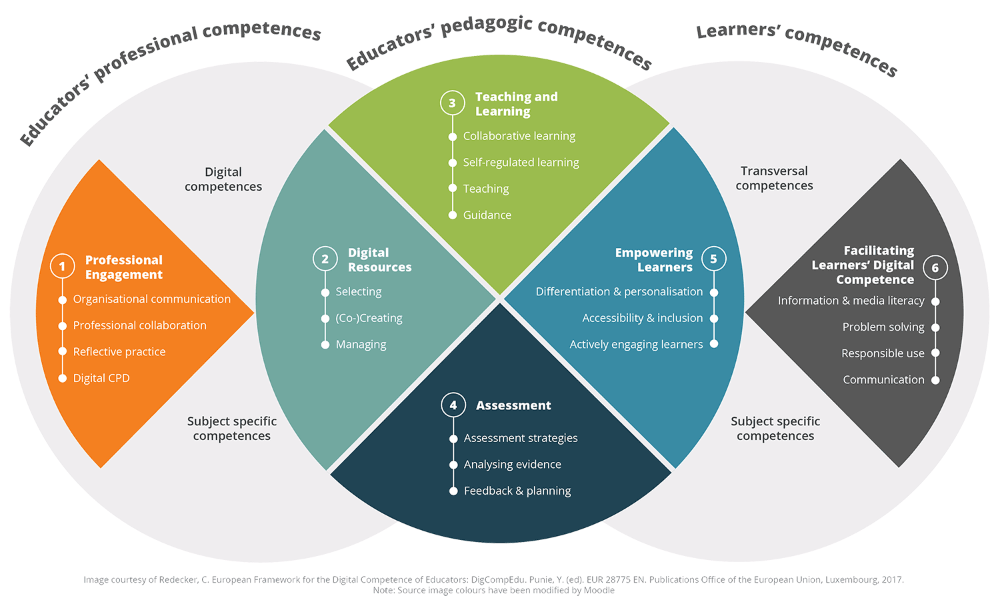 Educators’ professional competences
Educators’ pedagogic competences
Learners’ competences
Digital
competences
Subject specific
competences
1
Professional
Engagement
Organisational communication
Professional collaboration
Reflective practice
Digital CPD
2
Digital
Resources
Selecting
(Co-)Creating
Managing
3
Teaching and
Learning
Collaborative learning
Self-regulated learning
Teaching
Guidance
4
Assessment
Assessment strategies
Analysing evidence
Feedback & planning
Empowering
Learners
5
Differentiation & personalisation
Accessibility & inclusion
Actively engaging learners
Transversal
competences
Subject specific
competences
Facilitating
Learners’ Digital
Competence
6
Information & media literacy
Problem solving
Responsible use
Communication
Image courtesy of Redecker, C. European Framework for the Digital Competence of Educators: DigCompEdu. Punie, Y. (ed). EUR 28775 EN. Publications Office of the European Union, Luxembourg, 2017.
Note: Source image colours have been modified by Moodle